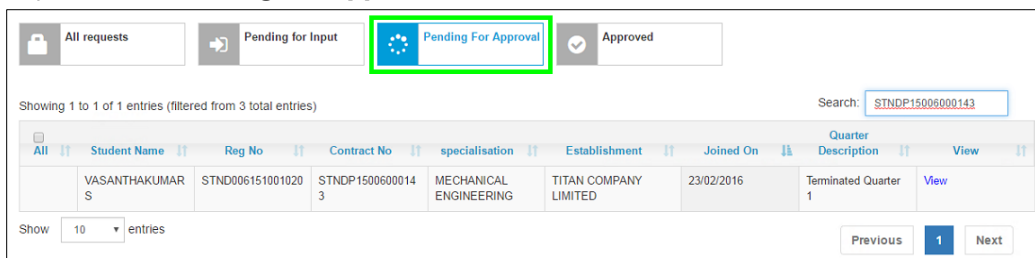 All requests
Pending for Input
Pending For Approval
Approved
Showing 1 to 1 of 1 entries (filtered from 3 total entries)
Search: STNDP15006000143
All Student Name Reg No Contract No specialisation Establishment Joined On Quarter Description View
VASANTHAKUMAR STND006151001020 STNDP1500600014 MECHANICAL TITAN COMPANY 23/02/2016 Terminated Quarter View
S 3 ENGINEERING LIMITED 1
Show 10 entries
Previous 1 Next